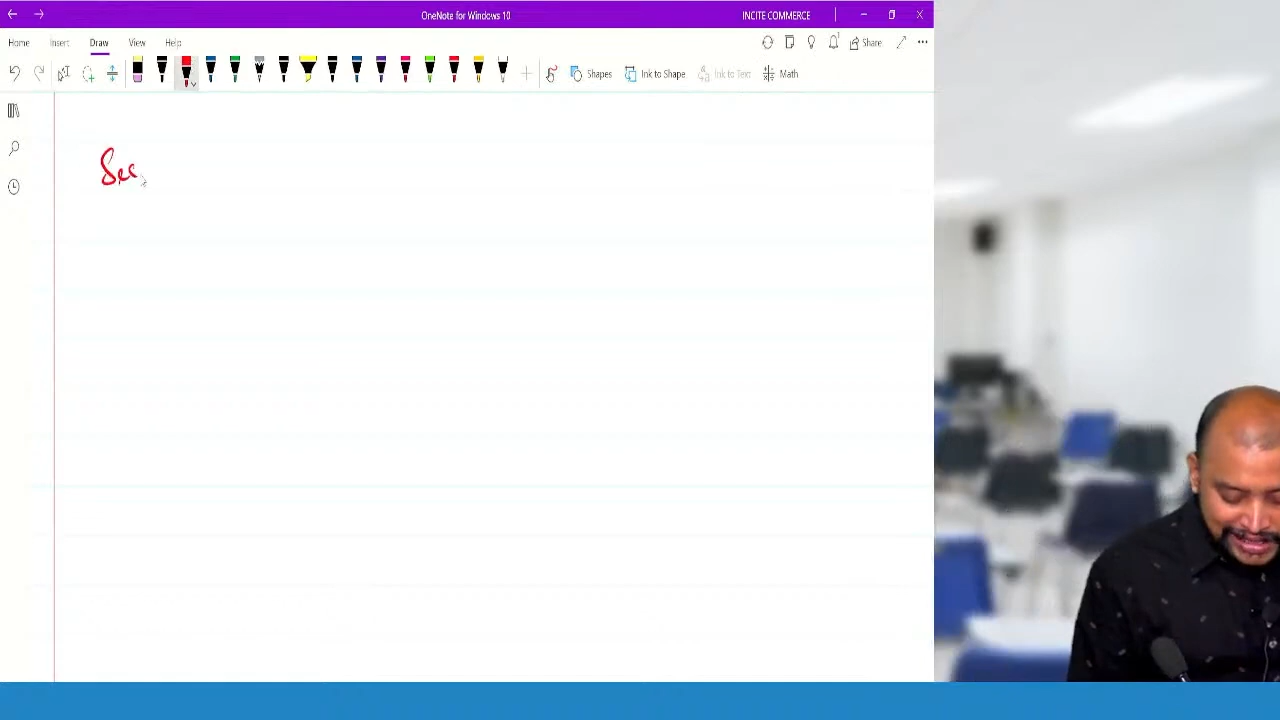 OneNote for Windows 10
INCITE COMMERCE
Home Insert Draw View Help
Share
Shapes Ink to Shape Ink to Text Math
Sec